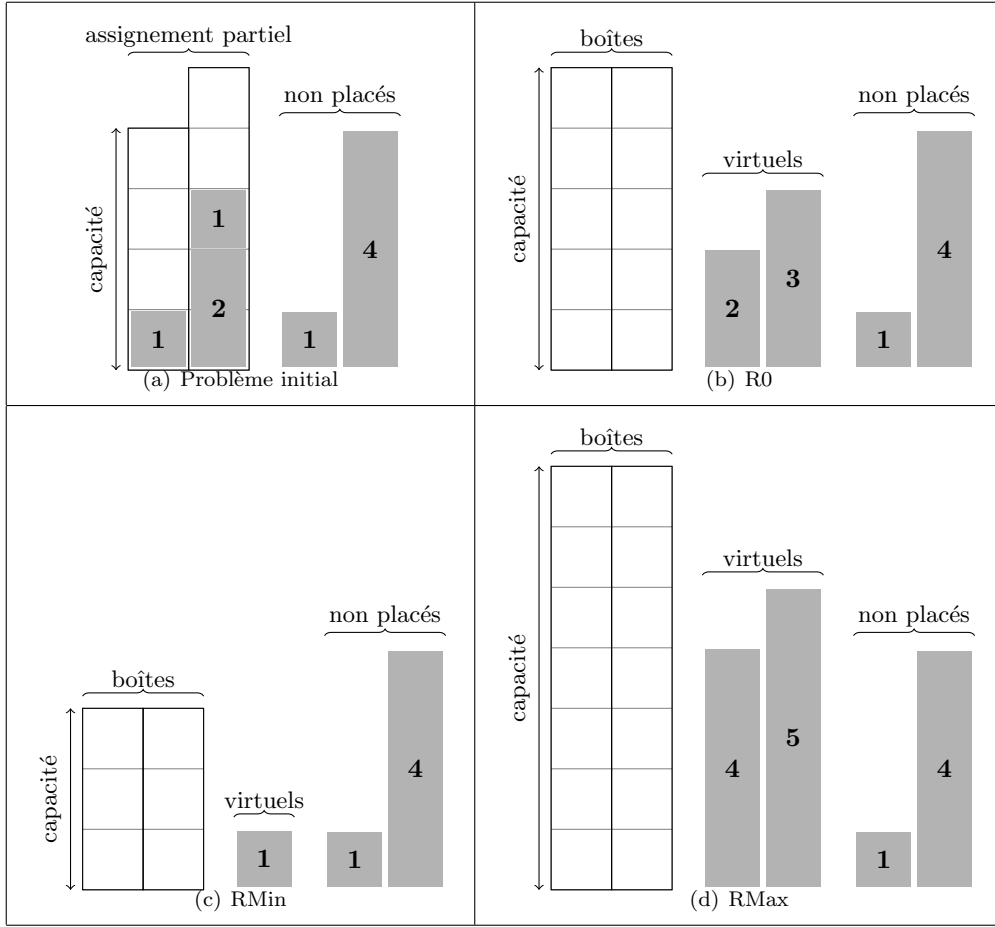 assignement partiel
non placés
capacité
1
1
2
1
4
(a) Problème initial
boîtes
non placés
virtuels
capacité
2
3
1
4
(b) R0
non placés
boîtes
virtuels
capacité
1
1
4
(c) RMin
boîtes
virtuels
non placés
capacité
4
5
1
4
(d) RMax